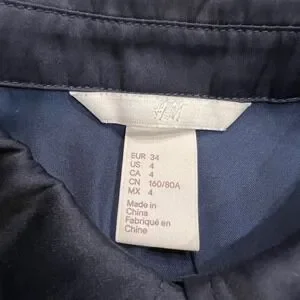 H&M
EUR 34
US 4
CA 4
CN 160/80A
MX 4
Made in
China
Fabriqué en
Chine